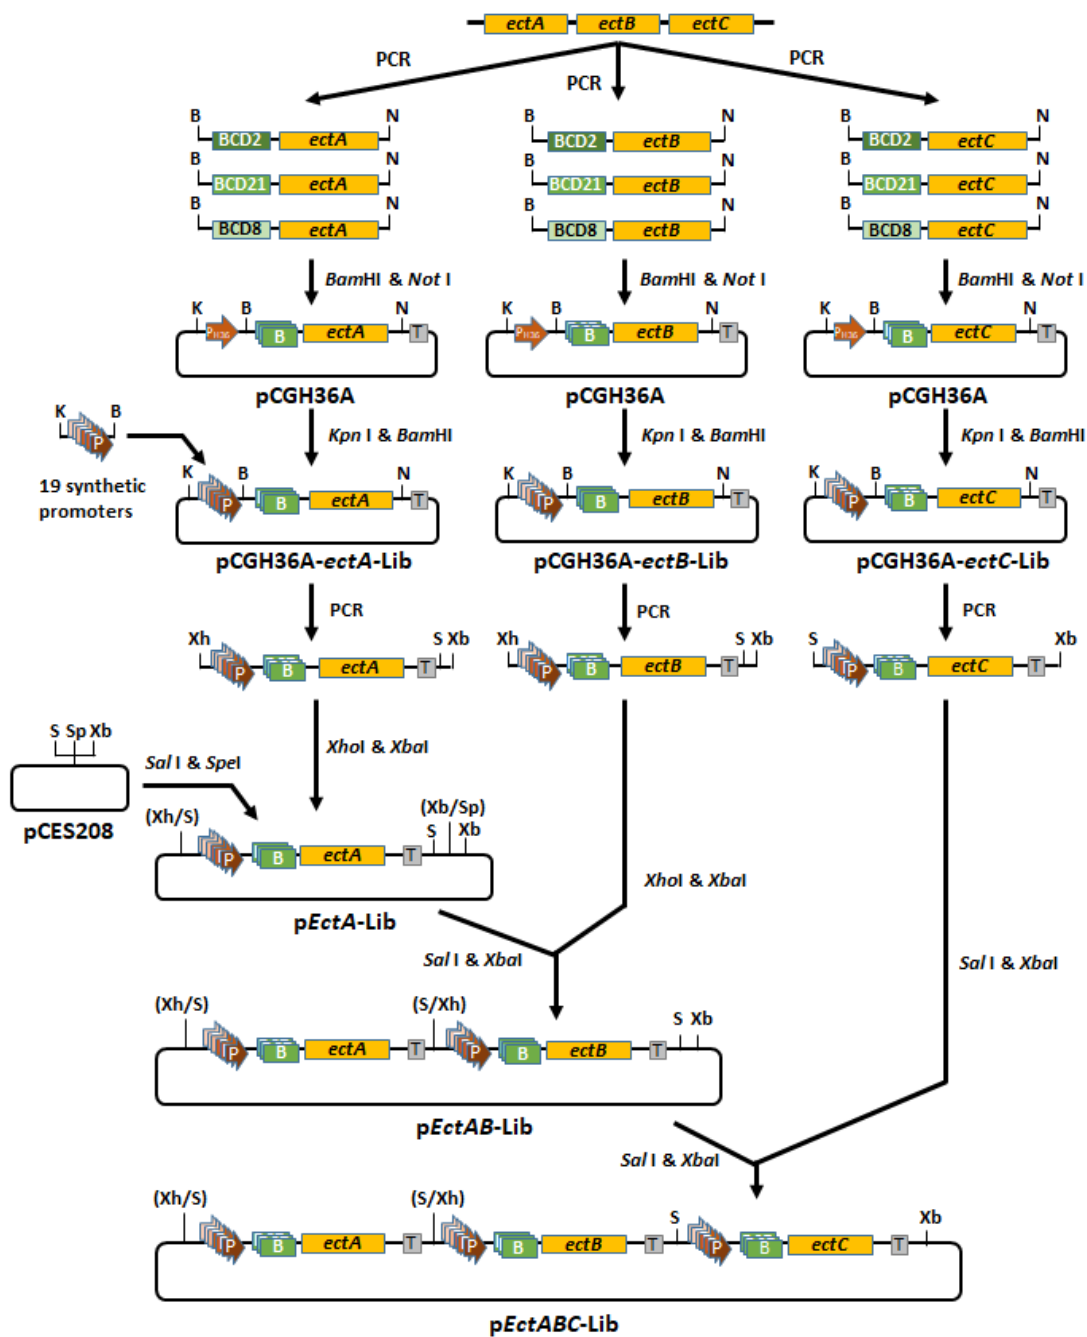 ectA ectB ectC
PCR PCR PCR
B N B N B N
BCD2 ectA BCD2 ectB BCD2 ectC
B N B N B N
BCD21 ectA BCD21 ectB BCD21 ectC
B N B N B N
BCD8 ectA BCD8 ectB BCD8 ectC
BamHI & Not I BamHI & Not I BamHI & Not I
K B N K B N K B N
PH36 B ectA T PH36 B ectB T PH36 B ectC T
pCGH36A pCGH36A pCGH36A
K B
P
Kpn I & BamHI Kpn I & BamHI Kpn I & BamHI
19 synthetic
promoters
K B N K B N K B N
P B ectA T P B ectB T P B ectC T
pCGH36A-ectA-Lib pCGH36A-ectB-Lib pCGH36A-ectC-Lib
PCR PCR PCR
Xh S Xb Xh S Xb S Xb
P B ectA T P B ectB T P B ectC T
S Sp Xb
Sal I & SpeI
XhoI & XbaI
pCES208
(Xh/S) (Xb/Sp)
S Xb
P B ectA T
XhoI & XbaI
pEctA-Lib
Sal I & XbaI
Sal I & XbaI
(Xh/S) (S/Xh) S Xb
P B ectA T P B ectB T
pEctAB-Lib
Sal I & XbaI
(Xh/S) (S/Xh) S Xb
P B ectA T P B ectB T P B ectC T
pEctABC-Lib